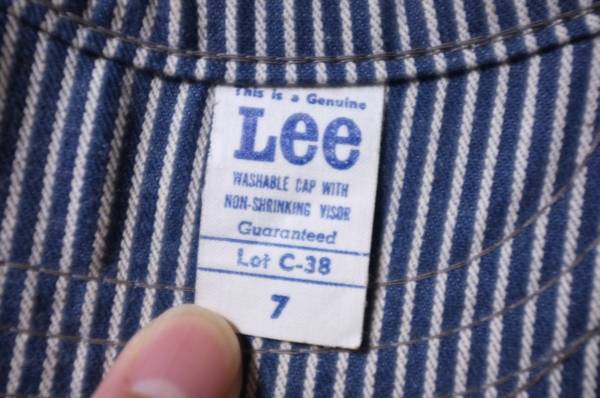 This is a Genuine
Lee
WASHABLE CAP WITH
NON-SHRINKING VISOR
Guaranteed
Lot C-38
7